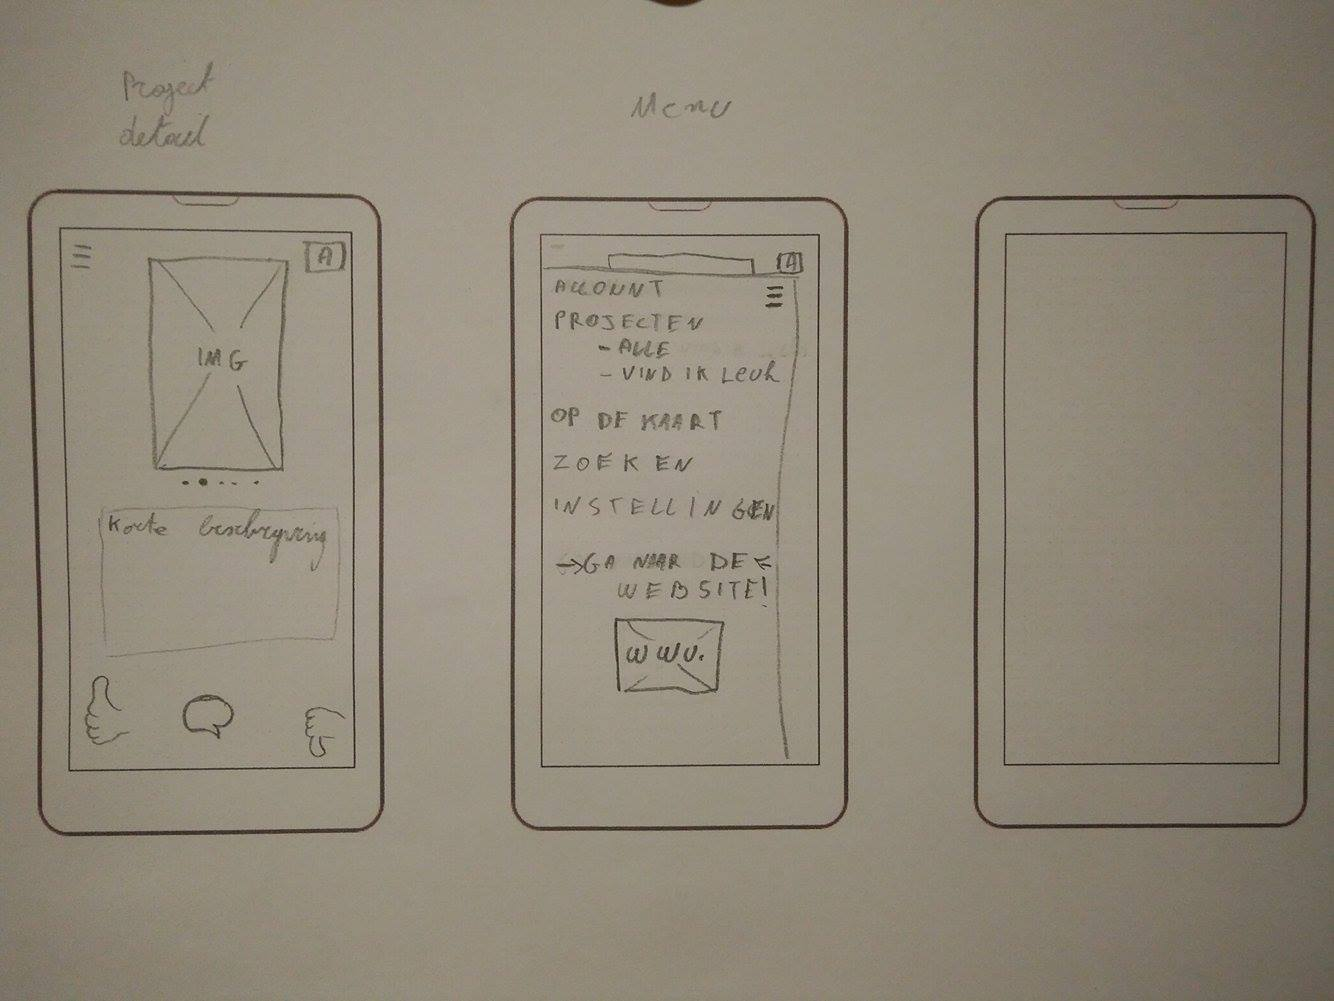 Project
detail
Menu
A
IMG
Korte beschrijving
A
ACCOUNT
PROJECTEN
- ALLE
- VIND IK LEUK
OP DE KAART
ZOEKEN
INSTELLINGEN
→GA NAAR DE ←
WEBSITE!
WWW.